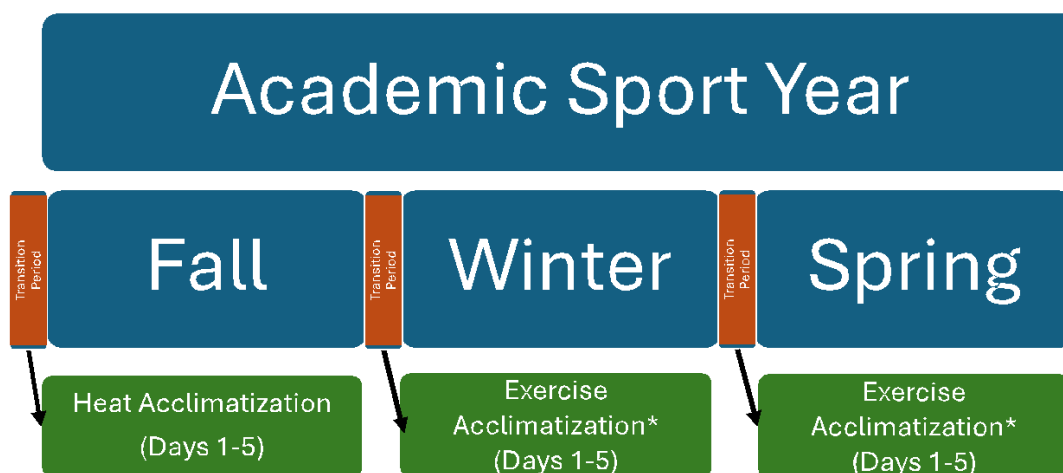 Academic Sport Year
Transition
Period
Fall
Transition
Period
Winter
Transition
Period
Spring
Heat Acclimatization
(Days 1-5)
Exercise
Acclimatization*
(Days 1-5)
Exercise
Acclimatization*
(Days 1-5)